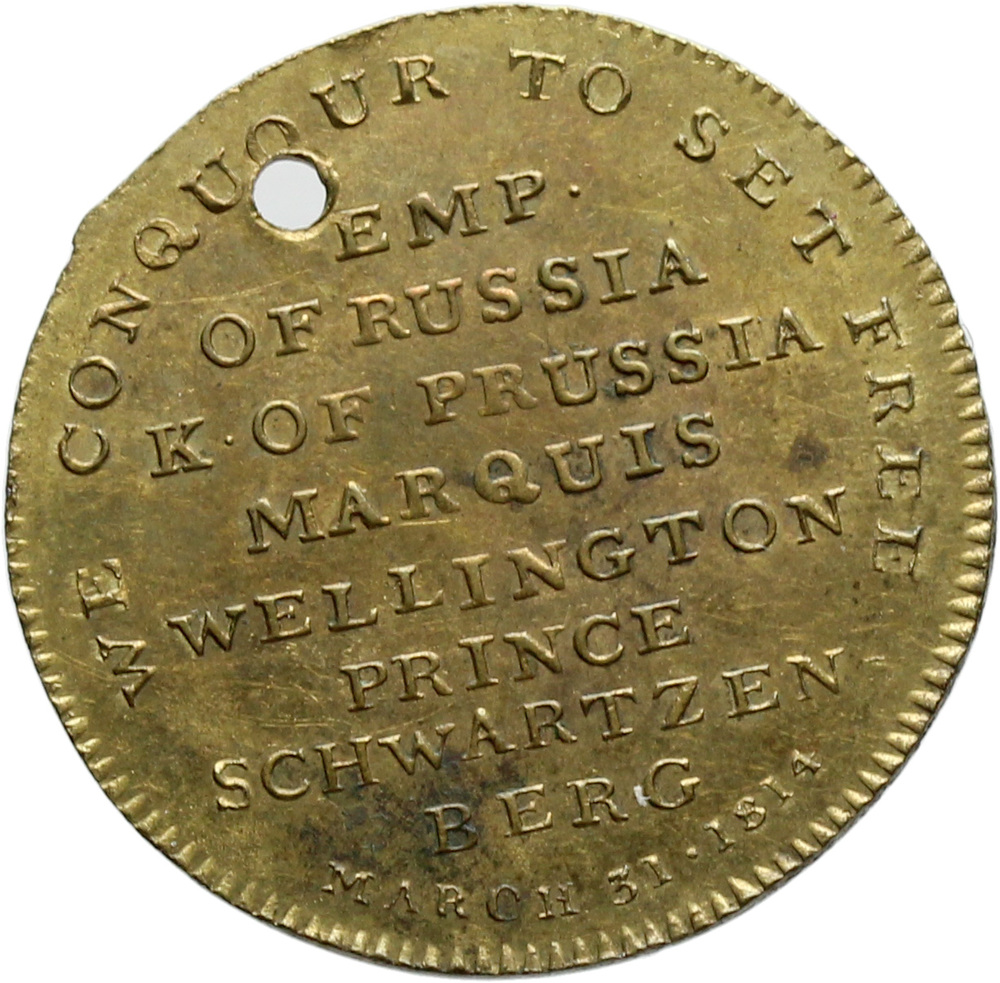 WE CONQUOUR TO SET FREE
EMP.
OF RUSSIA
K. OF PRUSSIA
MARQUIS
WELLINGTON
PRINCE
SCHWARTZEN
BERG
MARCH 31. 1814